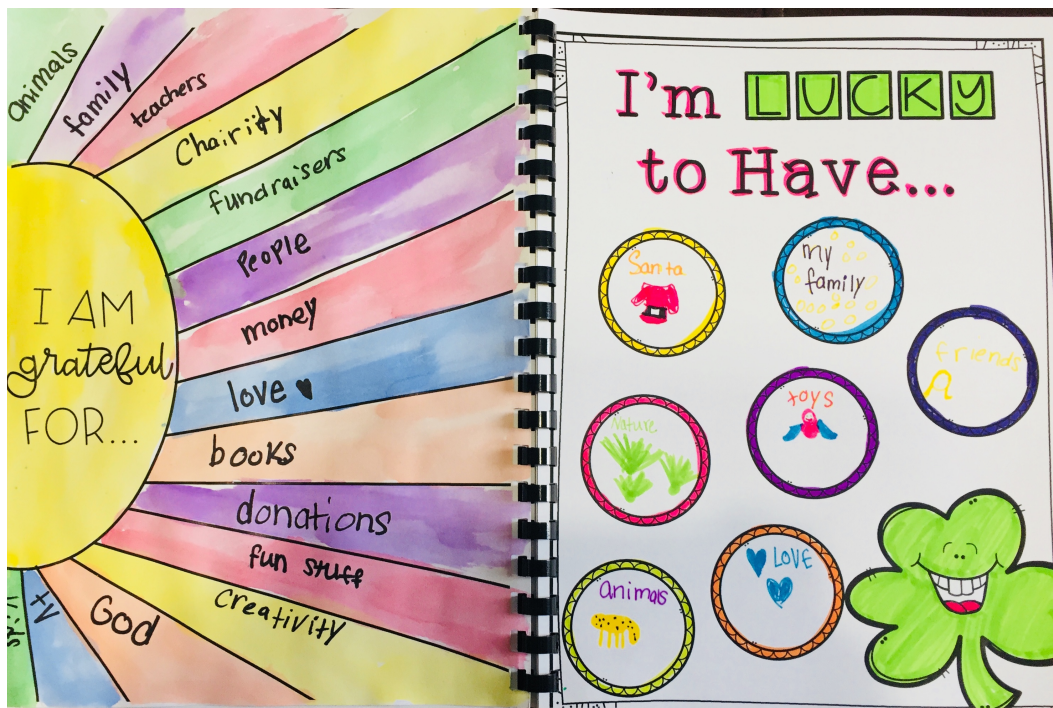 animals
family
teachers
Chairity
fundraisers
People
money
love
books
donations
fun stuff
creativity
God
TV
I AM
grateful
FOR...
I'm LUCKY
to Have...
Santa
my
family
friends
nature
toys
animals
LOVE